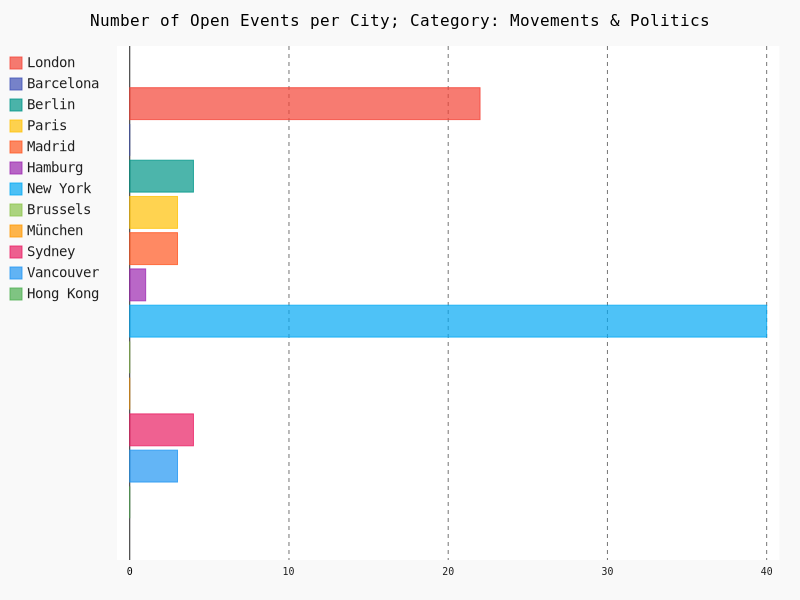 Number of Open Events per City; Category: Movements & Politics
London
Barcelona
Berlin
Paris
Madrid
Hamburg
New York
Brussels
München
Sydney
Vancouver
Hong Kong
0 10 20 30 40